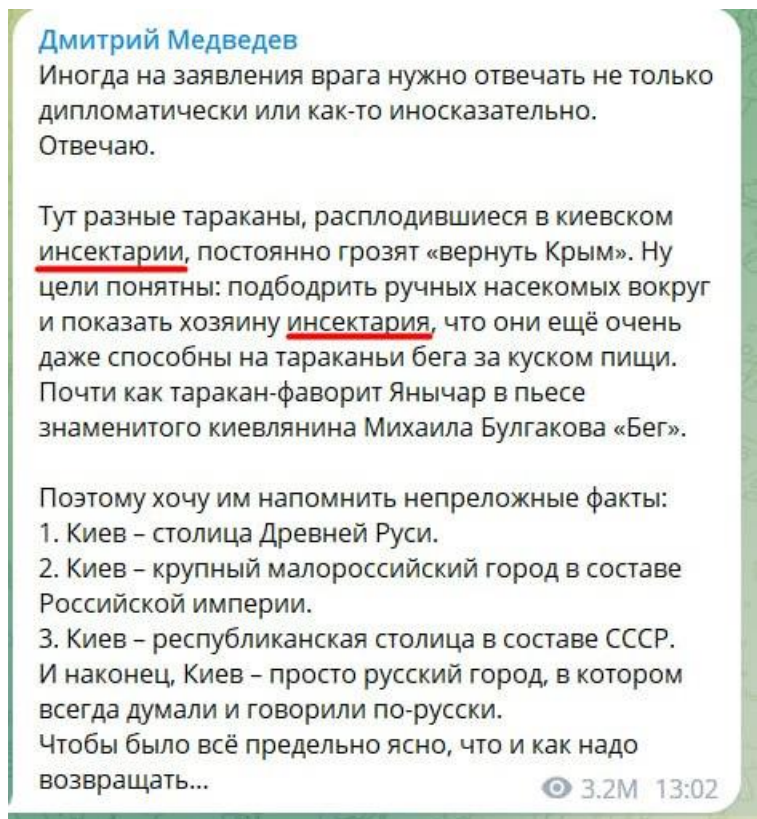 Дмитрий Медведев
Иногда на заявления врага нужно отвечать не только
дипломатически или как-то иносказательно.
Отвечаю.
Тут разные тараканы, расплодившиеся в киевском
инсектарии, постоянно грозят «вернуть Крым». Ну
цели понятны: подбодрить ручных насекомых вокруг
и показать хозяину инсектария, что они ещё очень
даже способны на тараканьи бега за куском пищи.
Почти как таракан-фаворит Янычар в пьесе
знаменитого киевлянина Михаила Булгакова «Бег».
Поэтому хочу им напомнить непреложные факты:
1. Киев – столица Древней Руси.
2. Киев – крупный малороссийский город в составе
Российской империи.
3. Киев – республиканская столица в составе СССР.
И наконец, Киев – просто русский город, в котором
всегда думали и говорили по-русски.
Чтобы было всё предельно ясно, что и как надо
возвращать...
3.2M 13:02